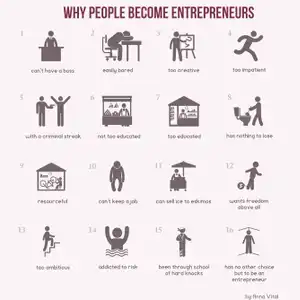 WHY PEOPLE BECOME ENTREPRENEURS
1
2
3
4
can't have a boss
easily bored
too creative
too impatient
5
6
7
8
with a criminal streak
not too educated
too educated
has nothing to lose
9
10
11
12
resourceful
can't keep a job
can sell ice to eskimos
wants freedom
above all
13
14
15
16
too ambitious
addicted to risk
been through school
of hard knocks
has no other choice
but to be an
entrepreneur
by Anna Vital